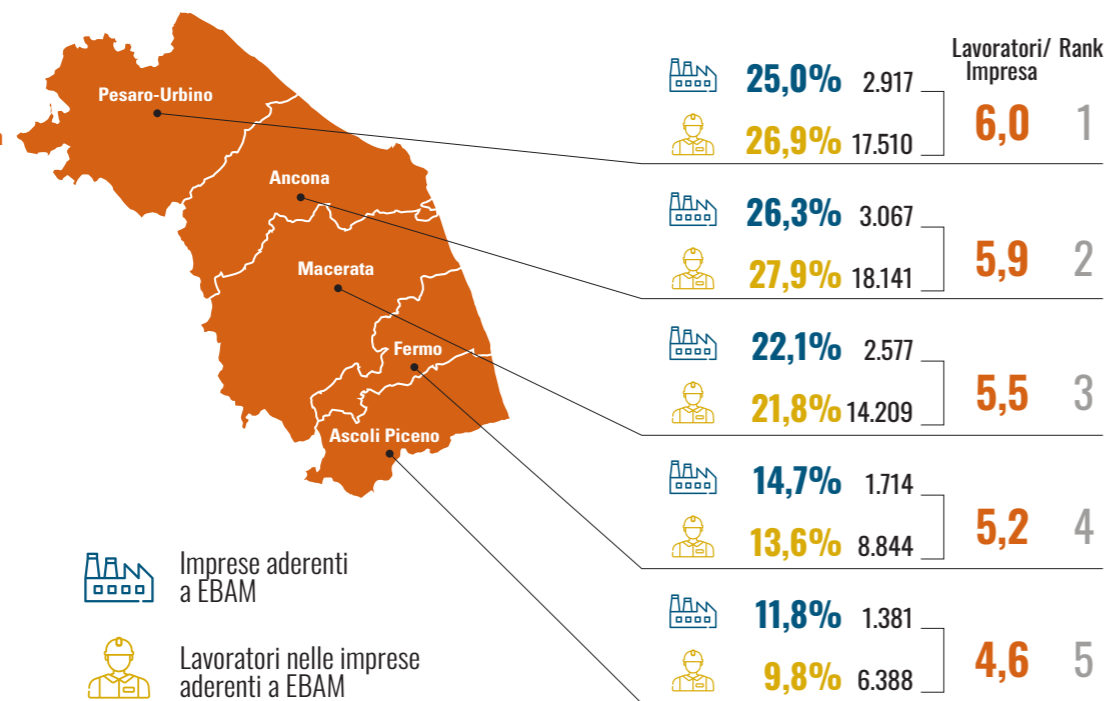 Pesaro-Urbino
Ancona
Macerata
Fermo
Ascoli Piceno
Imprese aderenti
a EBAM
Lavoratori nelle imprese
aderenti a EBAM
Lavoratori/ Rank
Impresa
25,0% 2.917
26,9% 17.510
6,0 1
26,3% 3.067
27,9% 18.141
5,9 2
22,1% 2.577
21,8% 14.209
5,5 3
14,7% 1.714
13,6% 8.844
5,2 4
11,8% 1.381
9,8% 6.388
4,6 5